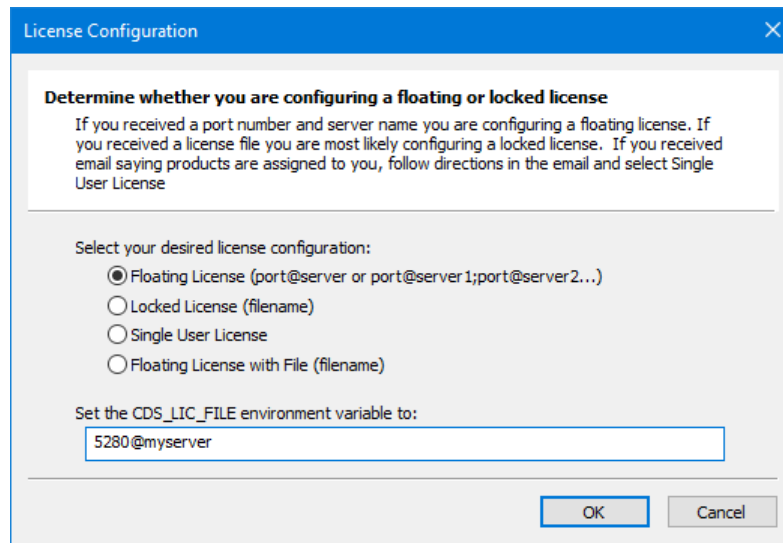 License Configuration
Determine whether you are configuring a floating or locked license
If you received a port number and server name you are configuring a floating license. If
you received a license file you are most likely configuring a locked license.  If you received
email saying products are assigned to you, follow directions in the email and select Single
User License
Select your desired license configuration:
Floating License (port@server or port@server1;port@server2...)
Locked License (filename)
Single User License
Floating License with File (filename)
Set the CDS_LIC_FILE environment variable to:
5280@myserver
OK Cancel